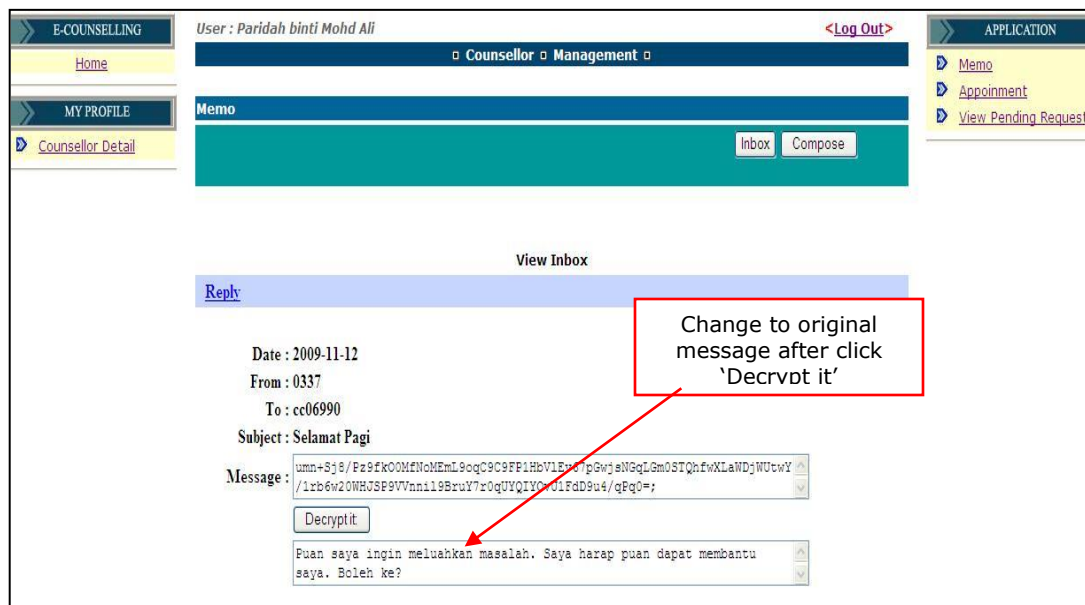 E-COUNSELLING
Home
MY PROFILE
Counsellor Detail
User : Paridah binti Mohd Ali
<Log Out>
¤ Counsellor ¤ Management ¤
Memo
Inbox
Compose
View Inbox
Reply
Date : 2009-11-12
From : 0337
To : cc06990
Subject : Selamat Pagi
Message :
Decrypt it
Puan saya ingin meluahkan masalah. Saya harap puan dapat membantu
saya. Boleh ke?
Change to original
message after click
‘Decrypt it’
APPLICATION
Memo
Appoinment
View Pending Request